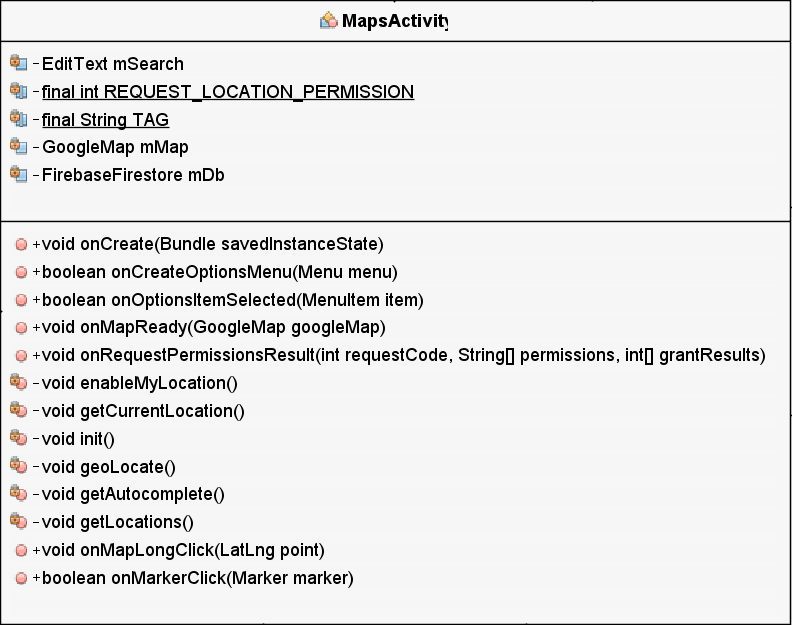 MapsActivity
-EditText mSearch
-final int REQUEST_LOCATION_PERMISSION
-final String TAG
-GoogleMap mMap
-FirebaseFirestore mDb
+void onCreate(Bundle savedInstanceState)
+boolean onCreateOptionsMenu(Menu menu)
+boolean onOptionsItemSelected(MenuItem item)
+void onMapReady(GoogleMap googleMap)
+void onRequestPermissionsResult(int requestCode, String[] permissions, int[] grantResults)
-void enableMyLocation()
-void getCurrentLocation()
-void init()
-void geoLocate()
-void getAutocomplete()
-void getLocations()
+void onMapLongClick(LatLng point)
+boolean onMarkerClick(Marker marker)